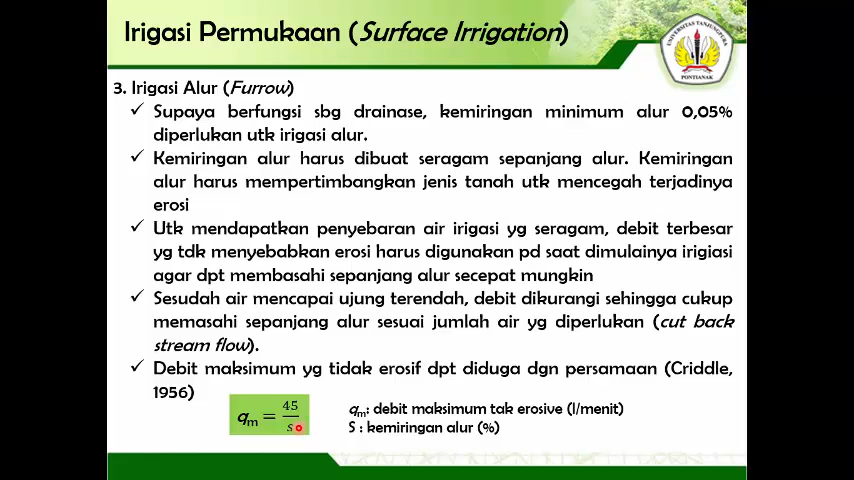 Irigasi Permukaan (Surface Irrigation)
UNIVERSITAS TANJUNGPURA
PONTIANAK
3. Irigasi Alur (Furrow)
✓ Supaya berfungsi sbg drainase, kemiringan minimum alur 0,05%
diperlukan utk irigasi alur.
✓ Kemiringan alur harus dibuat seragam sepanjang alur. Kemiringan
alur harus mempertimbangkan jenis tanah utk mencegah terjadinya
erosi
✓ Utk mendapatkan penyebaran air irigasi yg seragam, debit terbesar
yg tdk menyebabkan erosi harus digunakan pd saat dimulainya irigiasi
agar dpt membasahi sepanjang alur secepat mungkin
✓ Sesudah air mencapai ujung terendah, debit dikurangi sehingga cukup
memasahi sepanjang alur sesuai jumlah air yg diperlukan (cut back
stream flow).
✓ Debit maksimum yg tidak erosif dpt diduga dgn persamaan (Criddle,
1956)
qm = 45/s
qm: debit maksimum tak erosive (l/menit)
S : kemiringan alur (%)